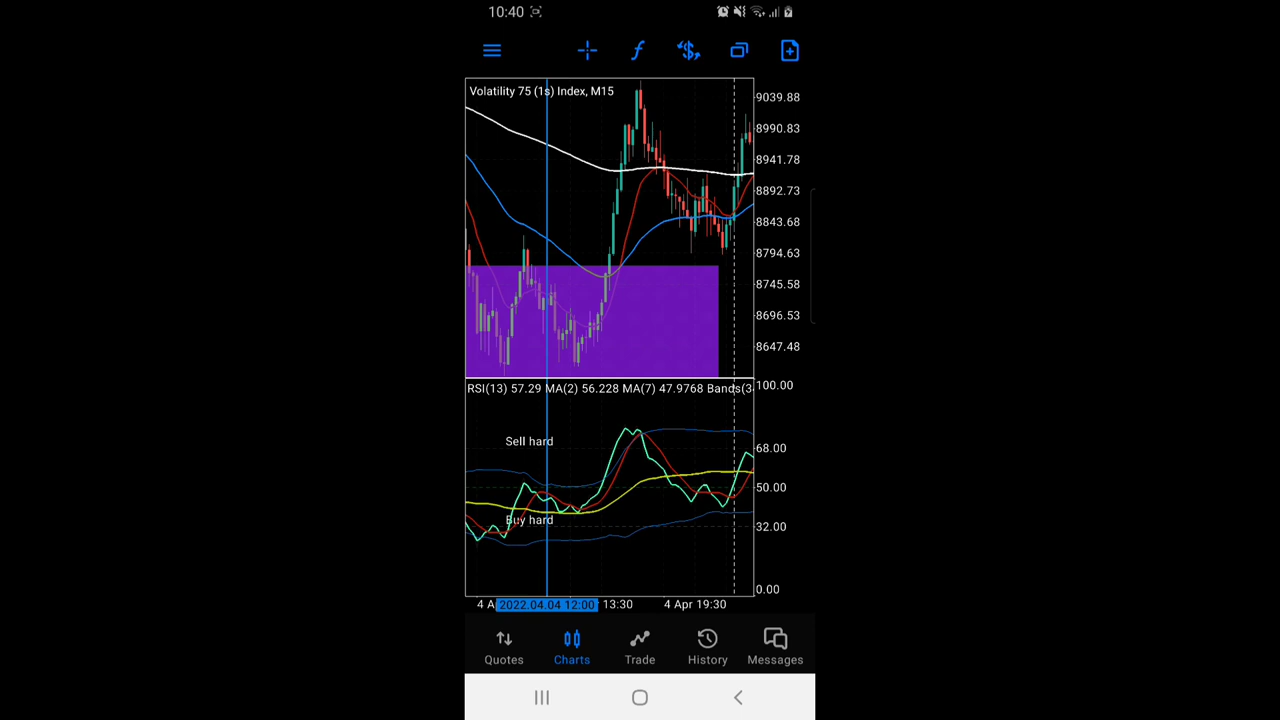 10:40
Volatility 75 (1s) Index, M15
9039.88
8990.83
8941.78
8892.73
8843.68
8794.63
8745.58
8696.53
8647.48
RSI(13) 57.29 MA(2) 56.228 MA(7) 47.9768 Bands(3
100.00
Sell hard
68.00
50.00
Buy hard
32.00
0.00
4 A 2022.04.04 12:00 13:30 4 Apr 19:30
Quotes Charts Trade History Messages